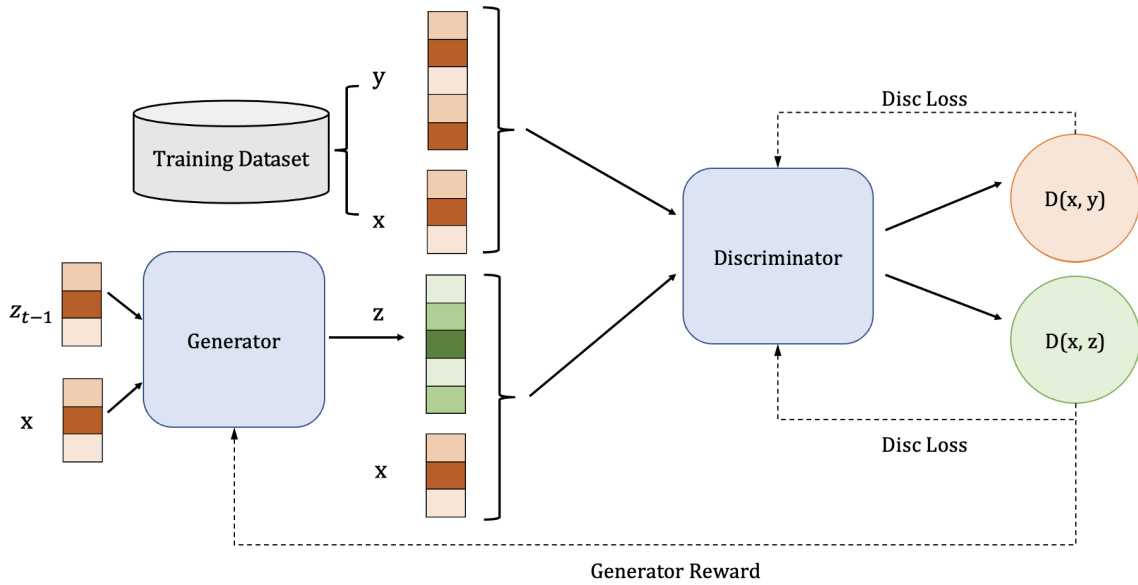 y
Disc Loss
Training Dataset
x
D(x, y)
Discriminator
z_{t−1}
Generator
z
D(x, z)
x
x
Disc Loss
Generator Reward